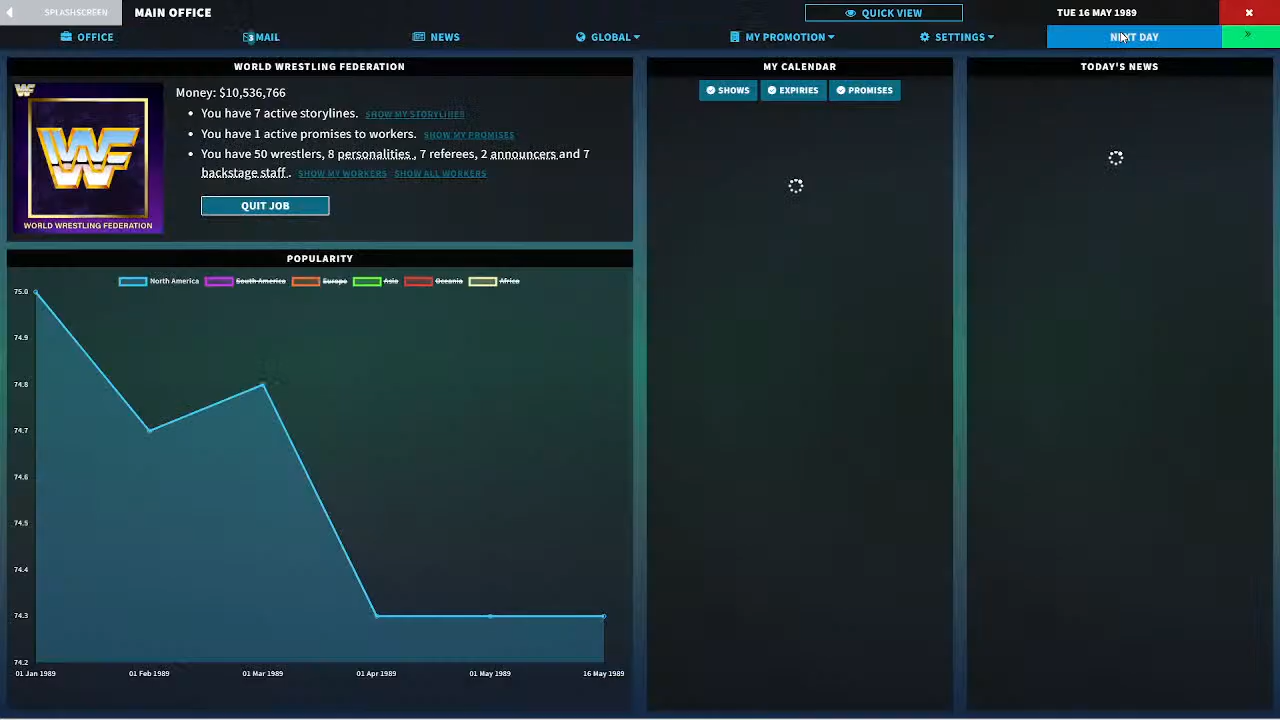 SPLASHSCREEN
MAIN OFFICE
QUICK VIEW
TUE 16 MAY 1989
OFFICE
3 MAIL
NEWS
GLOBAL
MY PROMOTION
SETTINGS
NEXT DAY
WORLD WRESTLING FEDERATION
WORLD WRESTLING FEDERATION
Money: $10,536,766
You have 7 active storylines. SHOW MY STORYLINES
You have 1 active promises to workers. SHOW MY PROMISES
You have 50 wrestlers, 8 personalities , 7 referees, 2 announcers and 7
backstage staff . SHOW MY WORKERS SHOW ALL WORKERS
QUIT JOB
MY CALENDAR
SHOWS
EXPIRIES
PROMISES
TODAY'S NEWS
POPULARITY
North America South America Europe Asia Oceania Africa
75.0
74.9
74.8
74.7
74.6
74.5
74.4
74.3
74.2
01 Jan 1989 01 Feb 1989 01 Mar 1989 01 Apr 1989 01 May 1989 16 May 1989